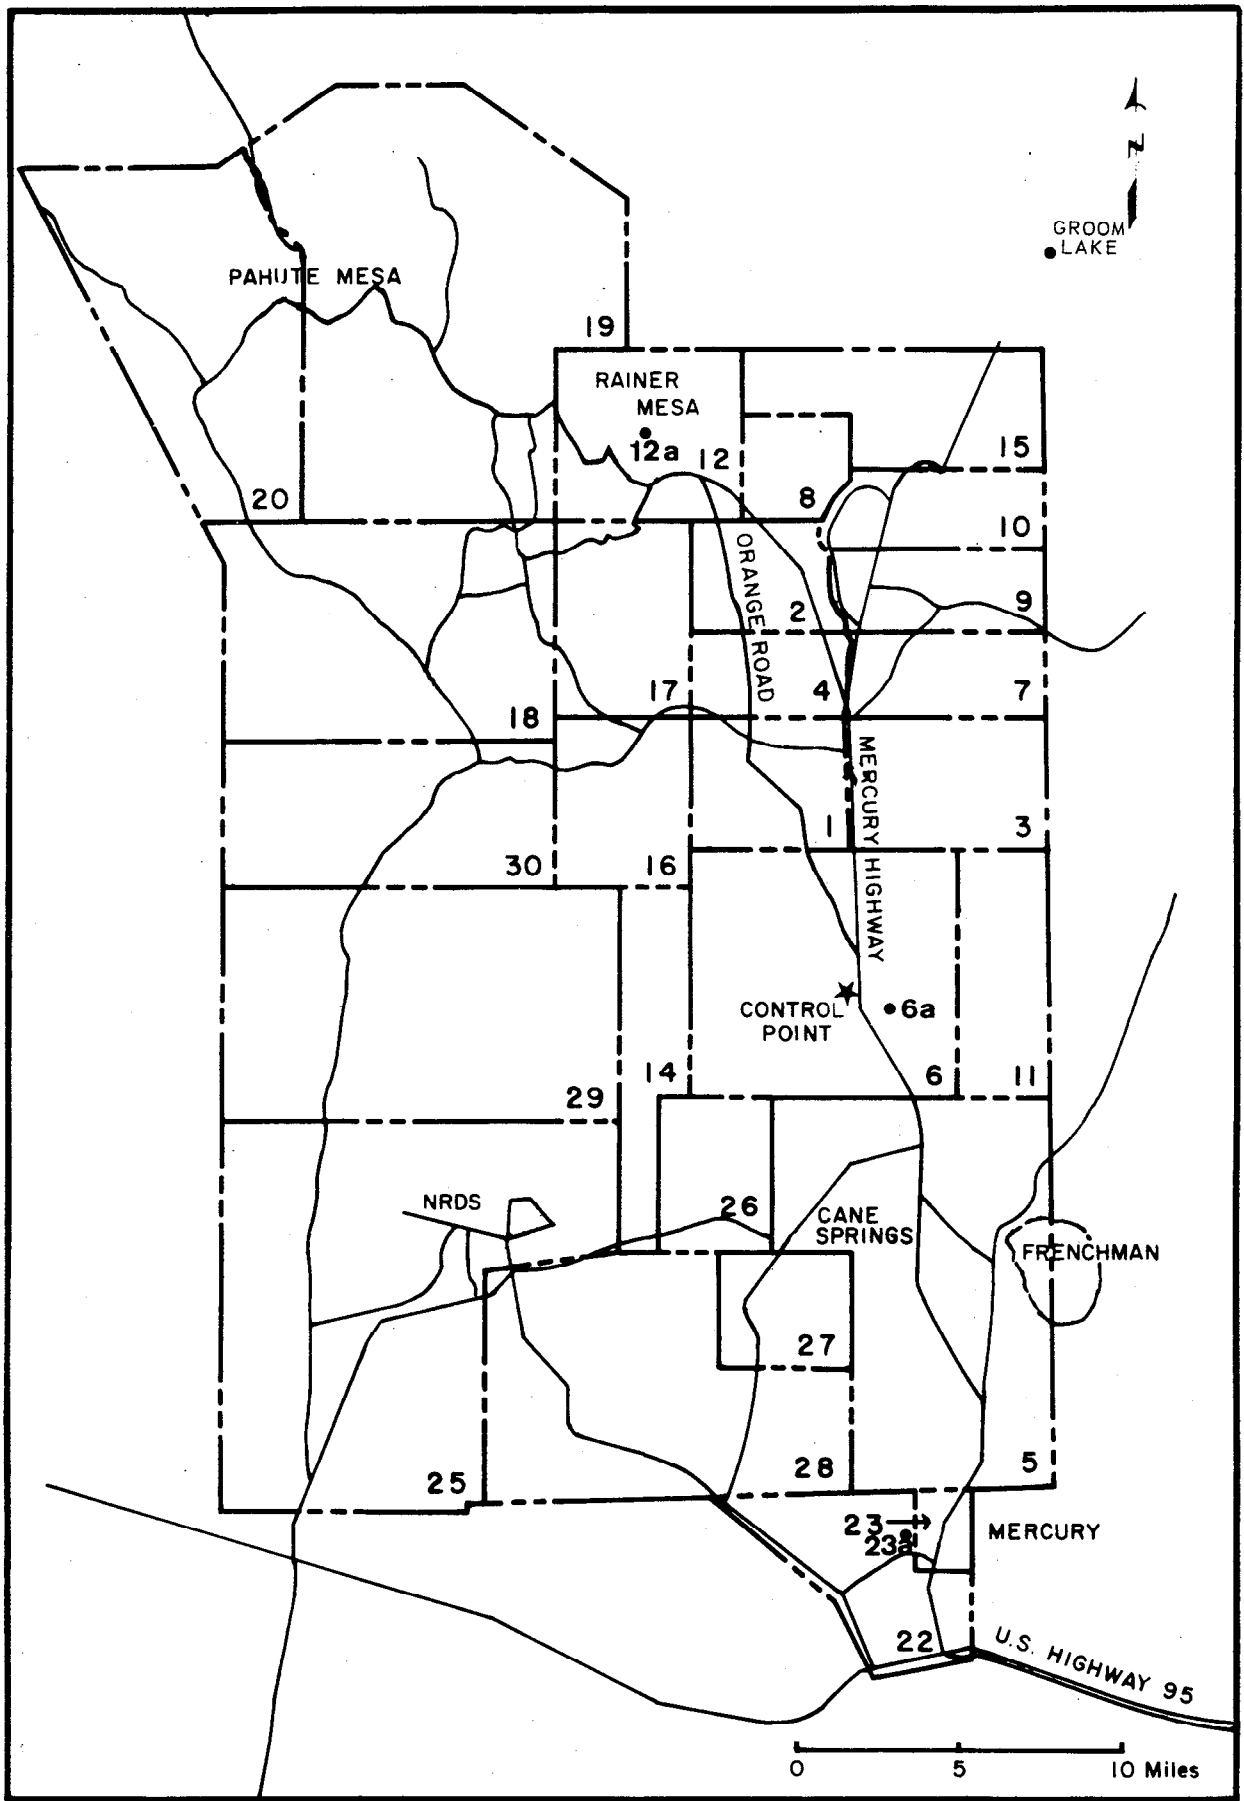 N
GROOM
LAKE
PAHUTE MESA
19
RAINER
MESA
12a
12
15
20
8
10
ORANGE ROAD
2
9
17
4
7
18
MERCURY HIGHWAY
1
3
30
16
CONTROL
POINT
6a
14
6
11
29
NRDS
26
CANE
SPRINGS
FRENCHMAN
27
25
28
5
23
23a
MERCURY
22
U.S. HIGHWAY 95
0 5 10 Miles